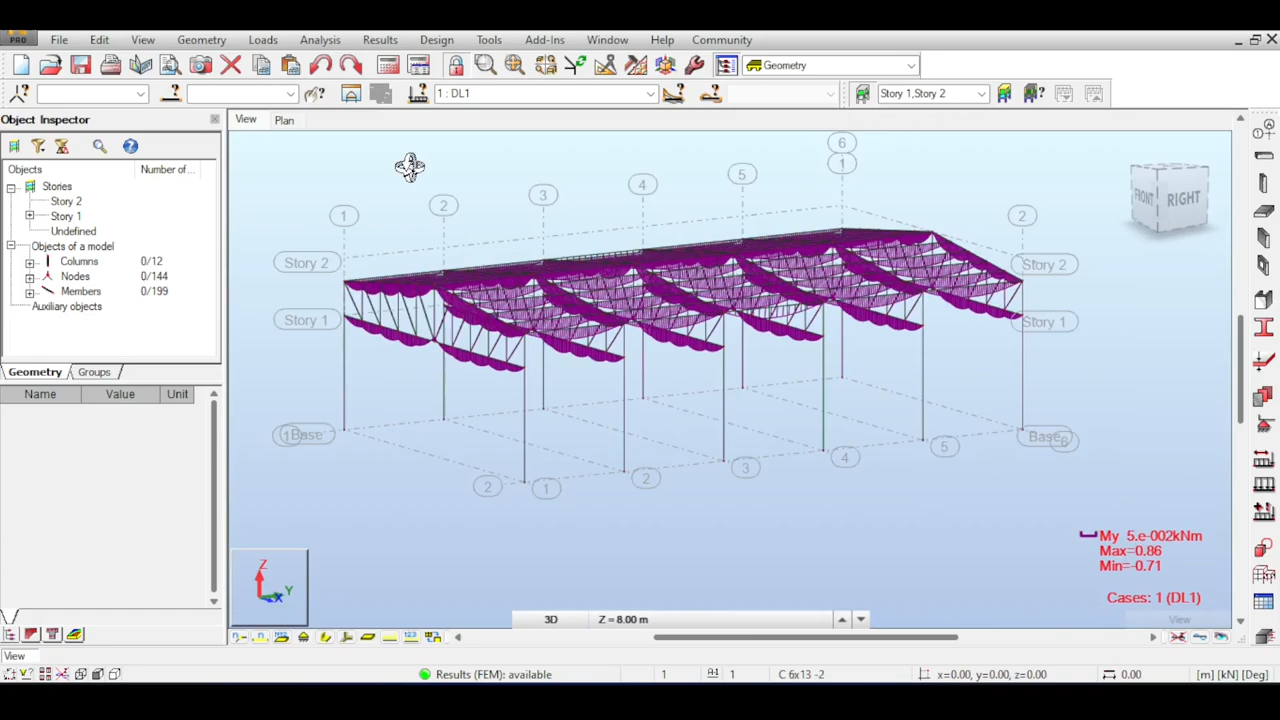 PRO File Edit View Geometry Loads Analysis Results Design Tools Add-Ins Window Help Community
Geometry
1 : DL1
Story 1,Story 2
Object Inspector
View
Plan
Objects Number of...
Stories
Story 2
Story 1
Undefined
Objects of a model
Columns 0/12
Nodes 0/144
Members 0/199
Auxiliary objects
Geometry Groups
Name Value Unit
6
1
5
4
3
2
1
2
FRONT RIGHT
Story 2
Story 2
Story 1
Story 1
1 Base
Base 6
5
4
3
2
2 1
My 5.e-002kNm
Max=0.86
Min=-0.71
Cases: 1 (DL1)
Z
Y
X
3D Z = 8.00 m
View
View
Results (FEM): available 1 1 C 6x13 -2 x=0.00, y=0.00, z=0.00 0.00 [m] [kN] [Deg]